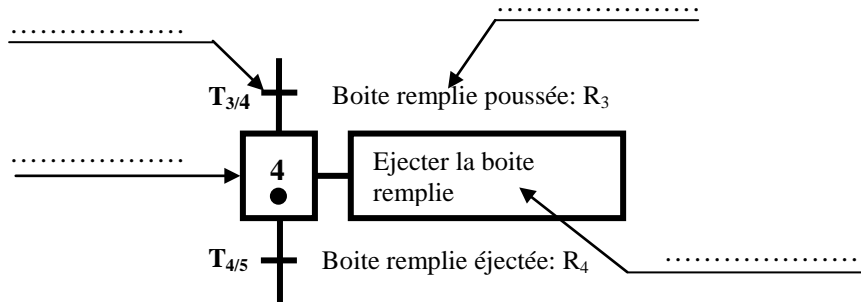 ....................
....................
T3/4 Boite remplie poussée: R3
....................
4
Ejecter la boite
remplie
T4/5 Boite remplie éjectée: R4
....................